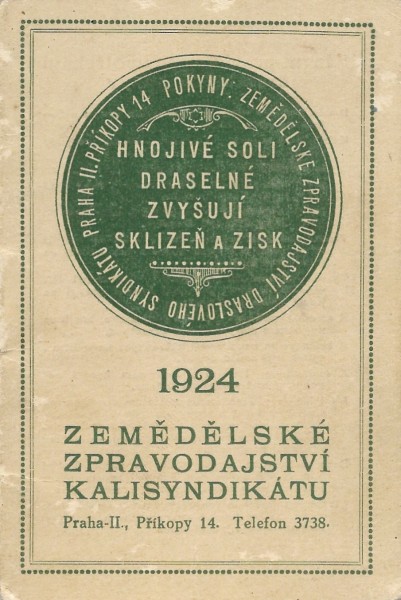 POKYNY: ZEMĚDĚLSKÉ ZPRAVODAJSTVÍ DRASLOVÉHO SYNDIKÁTU PRAHA-II. PŘÍKOPY 14
HNOJIVÉ SOLI
DRASELNÉ
ZVYŠUJÍ
SKLIZEŇ A ZISK
1924
ZEMĚDĚLSKÉ
ZPRAVODAJSTVÍ
KALISYNDIKÁTU
Praha-II., Příkopy 14. Telefon 3738.